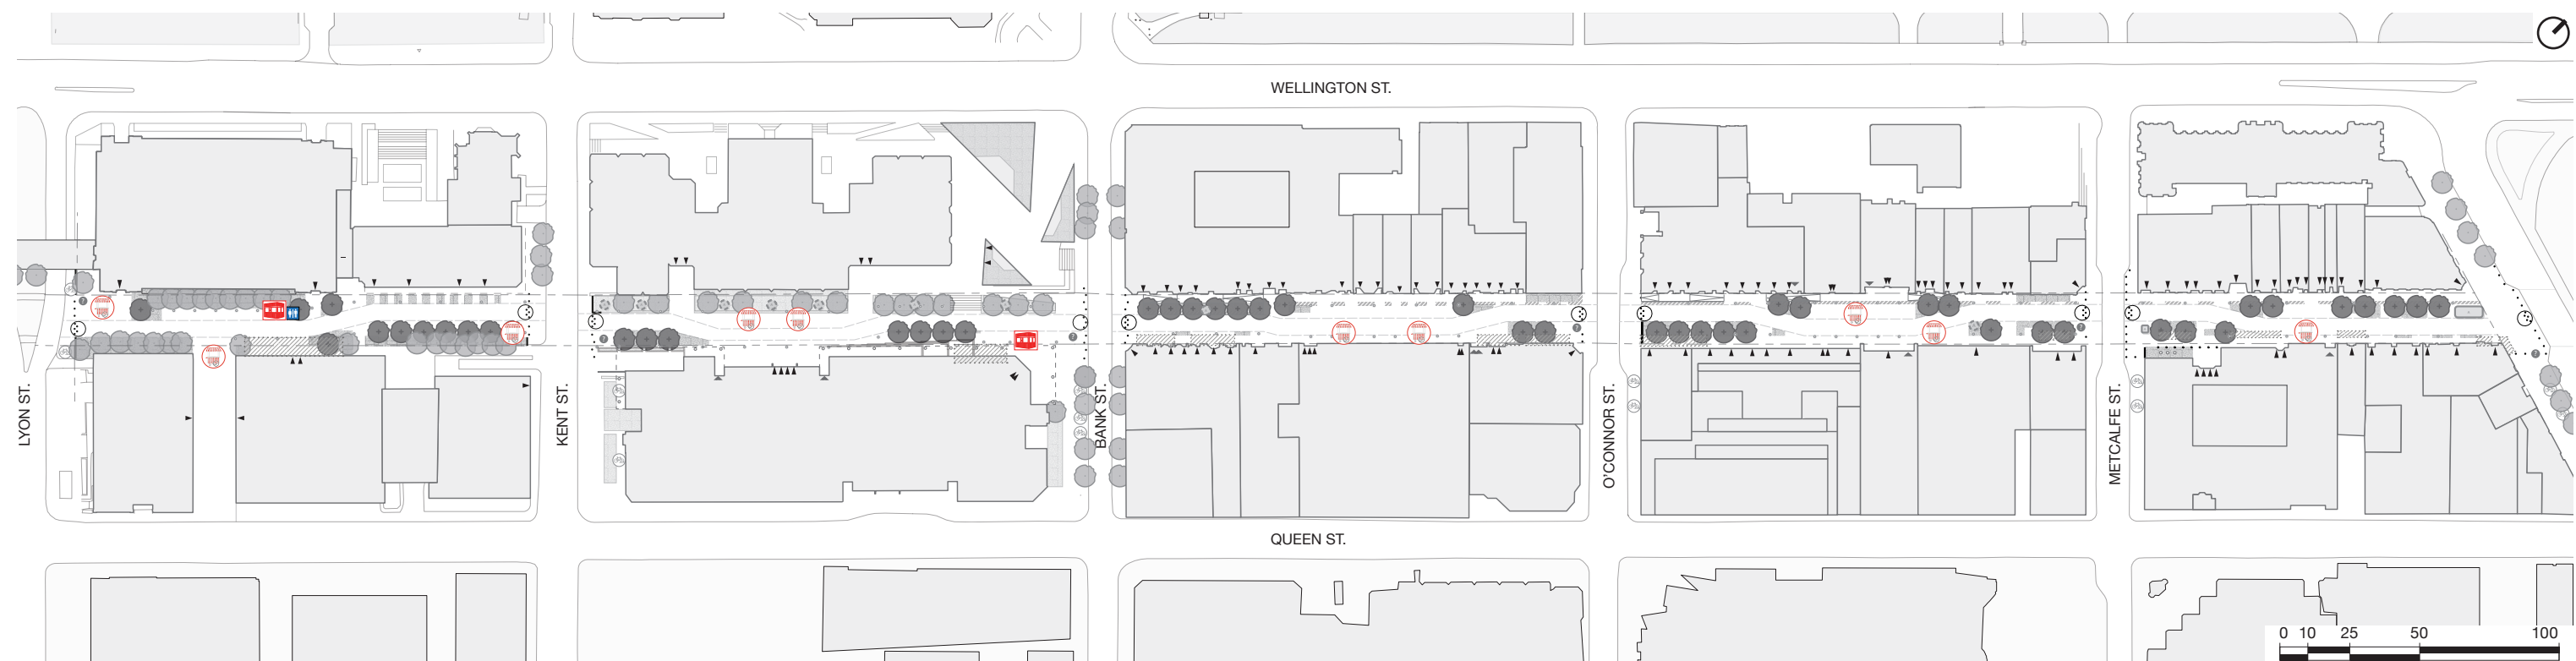 WELLINGTON ST.
LYON ST.
KENT ST.
BANK ST.
O'CONNOR ST.
METCALFE ST.
QUEEN ST.
0 10 25 50 100